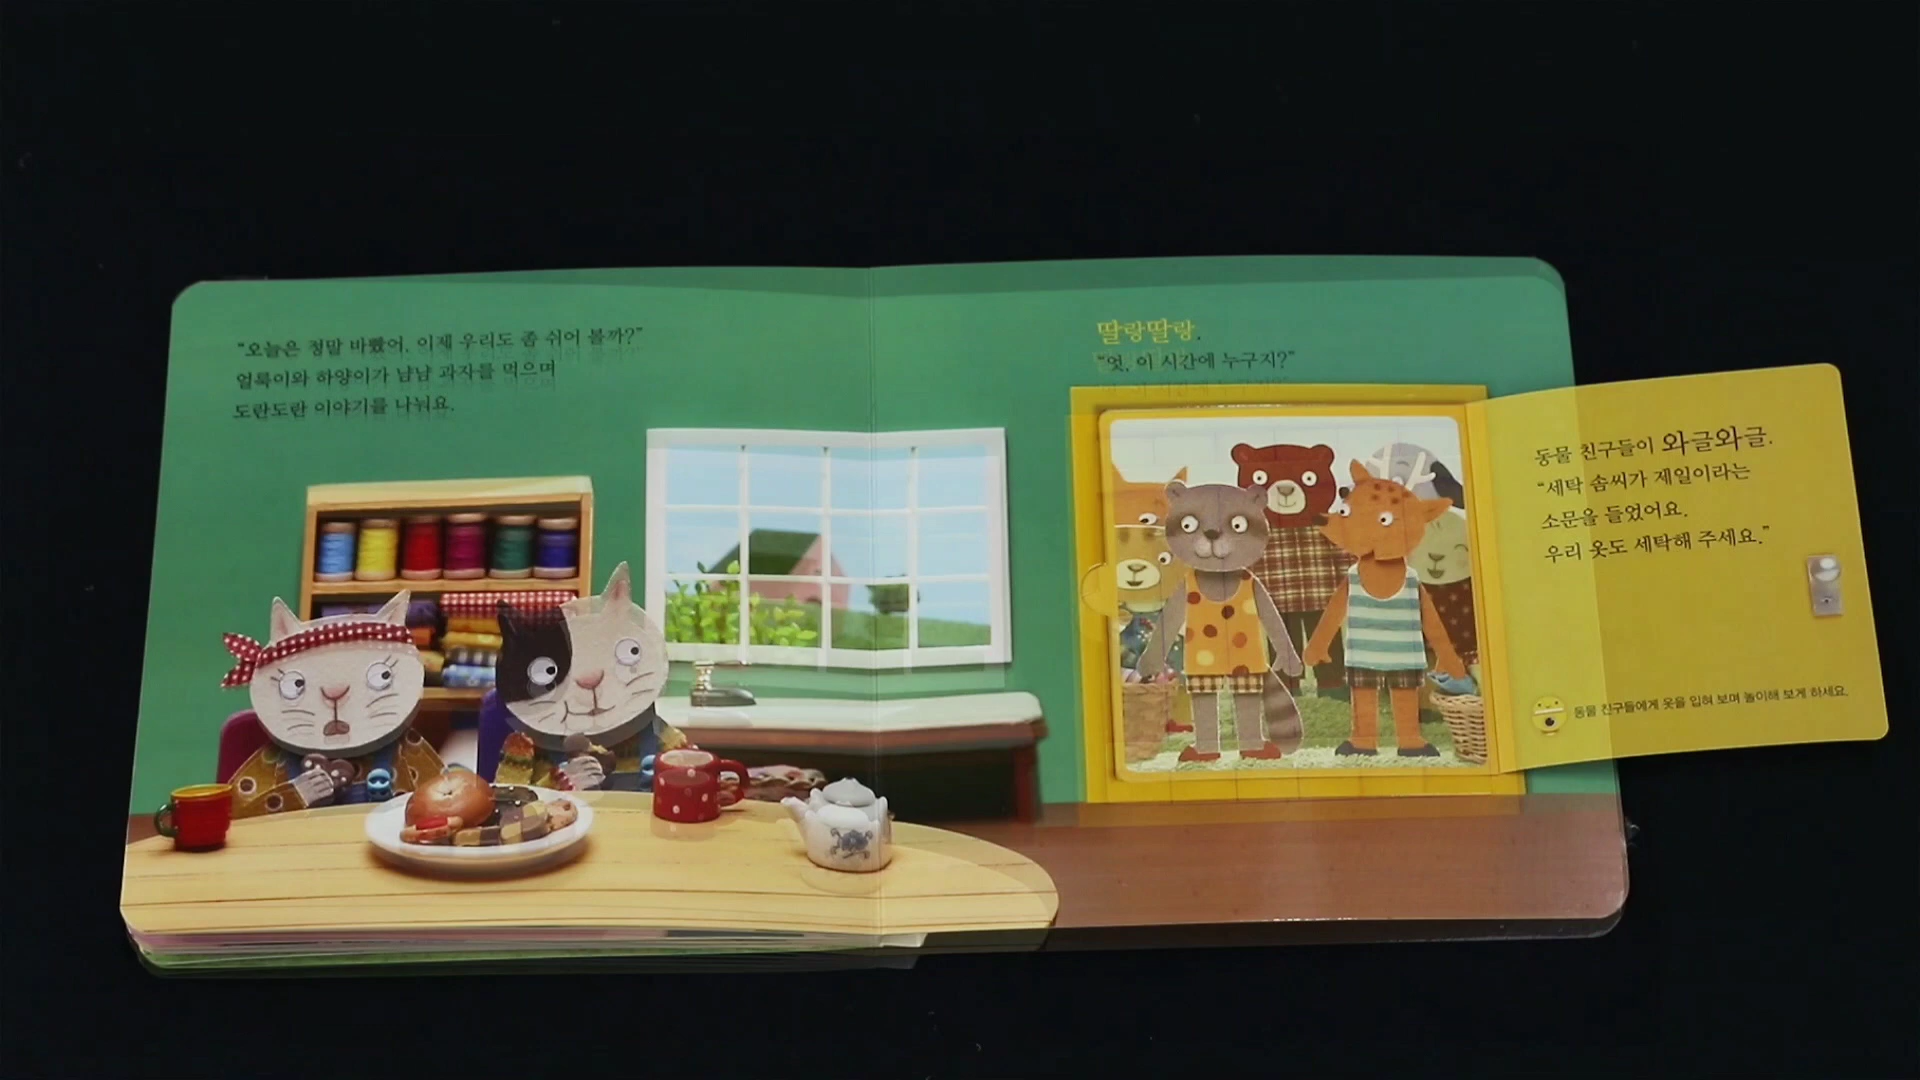 “오늘은 정말 바빴어. 이제 우리도 좀 쉬어 볼까?”
얼룩이와 하양이가 냠냠 과자를 먹으며
도란도란 이야기를 나눠요.
딸랑딸랑.
“엇, 이 시간에 누구지?”
동물 친구들이 와글와글.
“세탁 솜씨가 제일이라는
소문을 들었어요.
우리 옷도 세탁해 주세요.”
동물 친구들에게 옷을 입혀 보며 놀이해 보게 하세요.